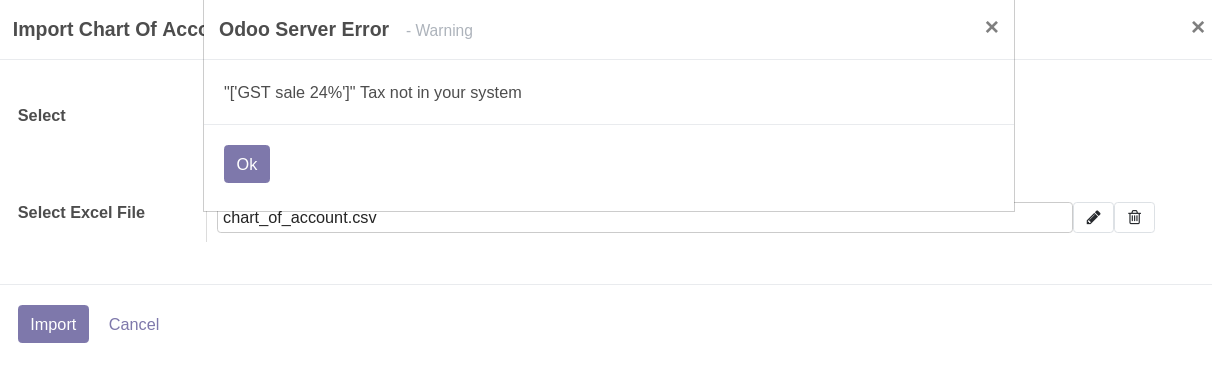 Import Chart Of Acco
Odoo Server Error - Warning
"['GST sale 24%']" Tax not in your system
Select
Ok
Select Excel File
chart_of_account.csv
Import Cancel